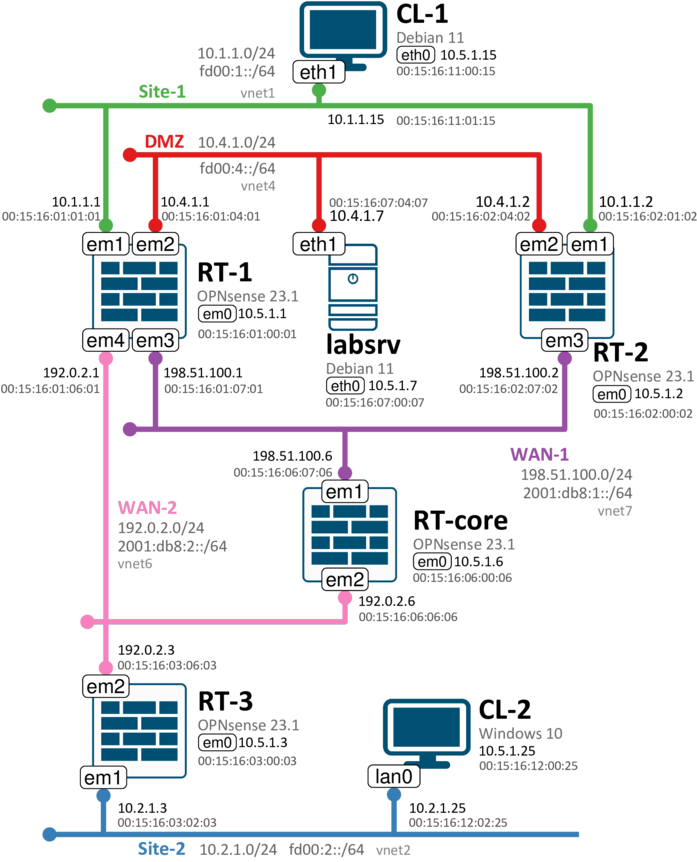 CL-1
Debian 11
eth0 10.5.1.15
00:15:16:11:00:15
10.1.1.0/24
fd00:1::/64
vnet1
eth1
Site-1
10.1.1.15 00:15:16:11:01:15
DMZ 10.4.1.0/24
fd00:4::/64
vnet4
10.1.1.1
00:15:16:01:01:01
10.4.1.1
00:15:16:01:04:01
00:15:16:07:04:07
10.4.1.7
10.4.1.2
00:15:16:02:04:02
10.1.1.2
00:15:16:02:01:02
em1 em2
eth1
em2 em1
RT-1
OPNsense 23.1
em0 10.5.1.1
00:15:16:01:00:01
em4 em3
192.0.2.1
00:15:16:01:06:01
198.51.100.1
00:15:16:01:07:01
labsrv
Debian 11
eth0 10.5.1.7
00:15:16:07:00:07
em3
198.51.100.2
00:15:16:02:07:02
RT-2
OPNsense 23.1
em0 10.5.1.2
00:15:16:02:00:02
198.51.100.6
00:15:16:06:07:06
WAN-1
198.51.100.0/24
2001:db8:1::/64
vnet7
em1
WAN-2
192.0.2.0/24
2001:db8:2::/64
vnet6
RT-core
OPNsense 23.1
em0 10.5.1.6
00:15:16:06:00:06
em2
192.0.2.6
00:15:16:06:06:06
192.0.2.3
00:15:16:03:06:03
em2
RT-3
OPNsense 23.1
em0 10.5.1.3
00:15:16:03:00:03
em1
CL-2
Windows 10
10.5.1.25
00:15:16:12:00:25
lan0
10.2.1.3
00:15:16:03:02:03
10.2.1.25
00:15:16:12:02:25
Site-2 10.2.1.0/24 fd00:2::/64 vnet2